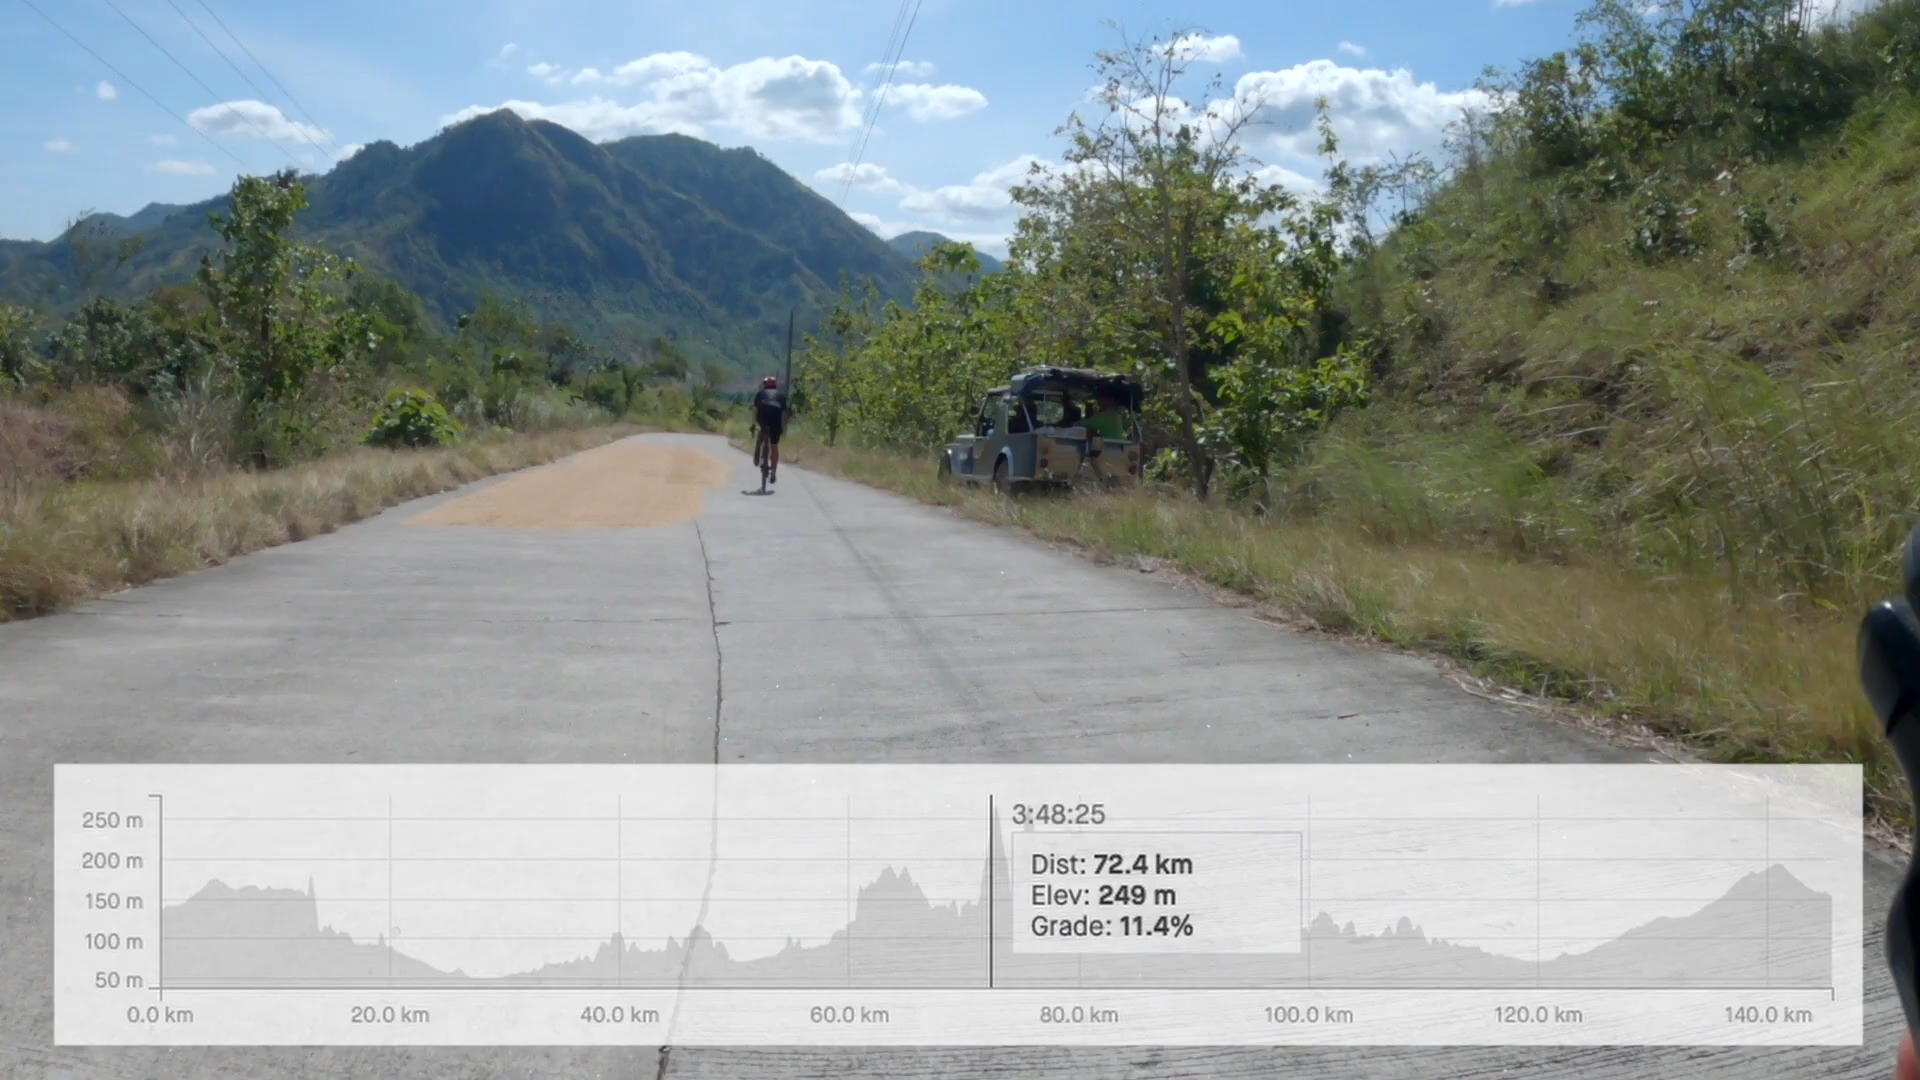 250 m
200 m
150 m
100 m
50 m
3:48:25
Dist: 72.4 km
Elev: 249 m
Grade: 11.4%
0.0 km
20.0 km
40.0 km
60.0 km
80.0 km
100.0 km
120.0 km
140.0 km